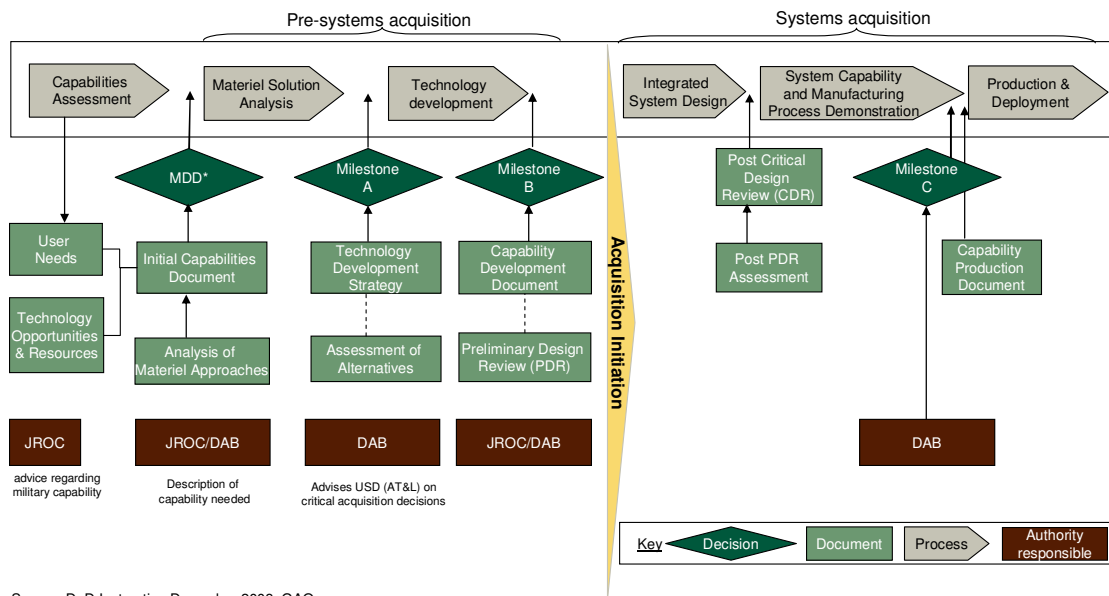 Pre-systems acquisition
Systems acquisition
Capabilities
Assessment
Materiel Solution
Analysis
Technology
development
Integrated
System Design
System Capability
and Manufacturing
Process Demonstration
Production &
Deployment
MDD*
Milestone
A
Milestone
B
Post Critical
Design
Review (CDR)
Milestone
C
User
Needs
Initial Capabilities
Document
Technology
Development
Strategy
Capability
Development
Document
Acquisition Initiation
Post PDR
Assessment
Capability
Production
Document
Technology
Opportunities
& Resources
Analysis of
Materiel Approaches
Assessment of
Alternatives
Preliminary Design
Review (PDR)
JROC
JROC/DAB
DAB
JROC/DAB
DAB
advice regarding
military capability
Description of
capability needed
Advises USD (AT&L) on
critical acquisition decisions
Key
Decision
Document
Process
Authority
responsible